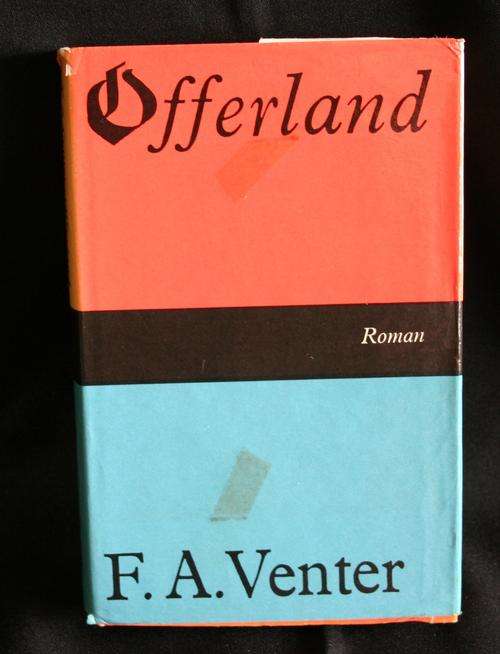 Offerland
Roman
F. A. Venter